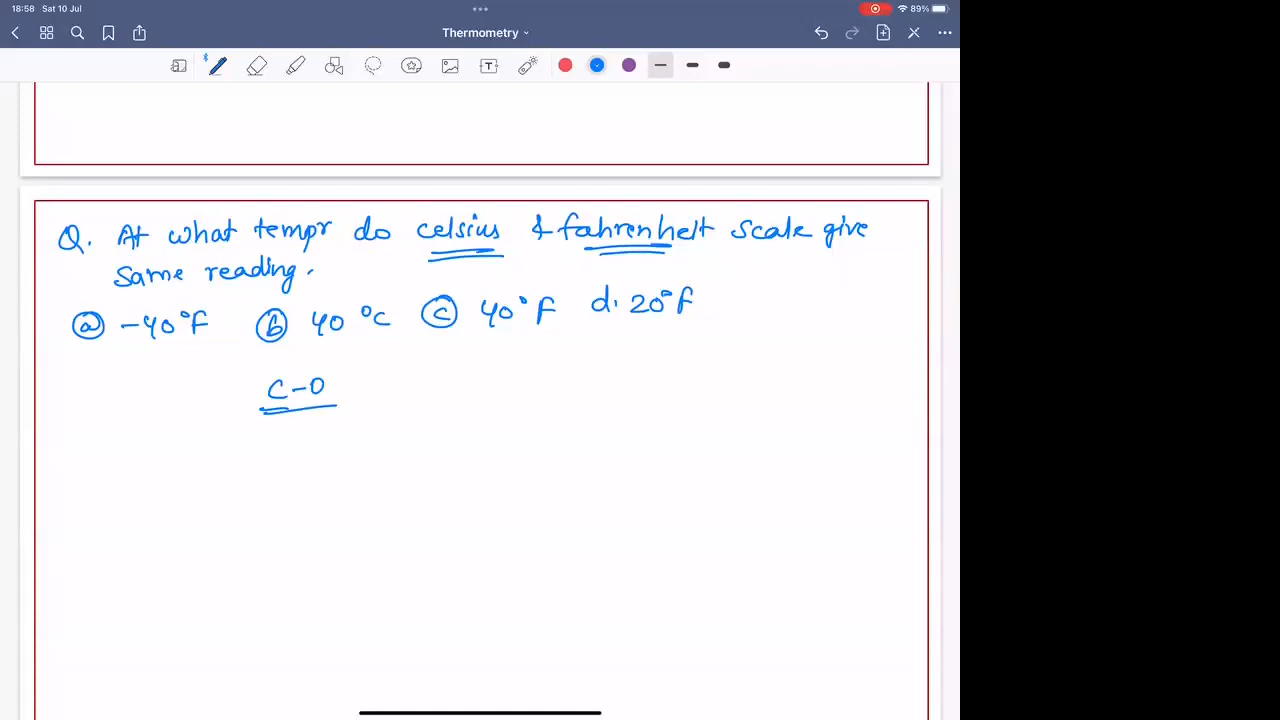 18:58 Sat 10 Jul
89%
Thermometry
T
Q. At what tempr do celsius & fahrenheit scale give
same reading.
(a) -40°F (b) 40 °C (c) 40°F d. 20°F
C-0